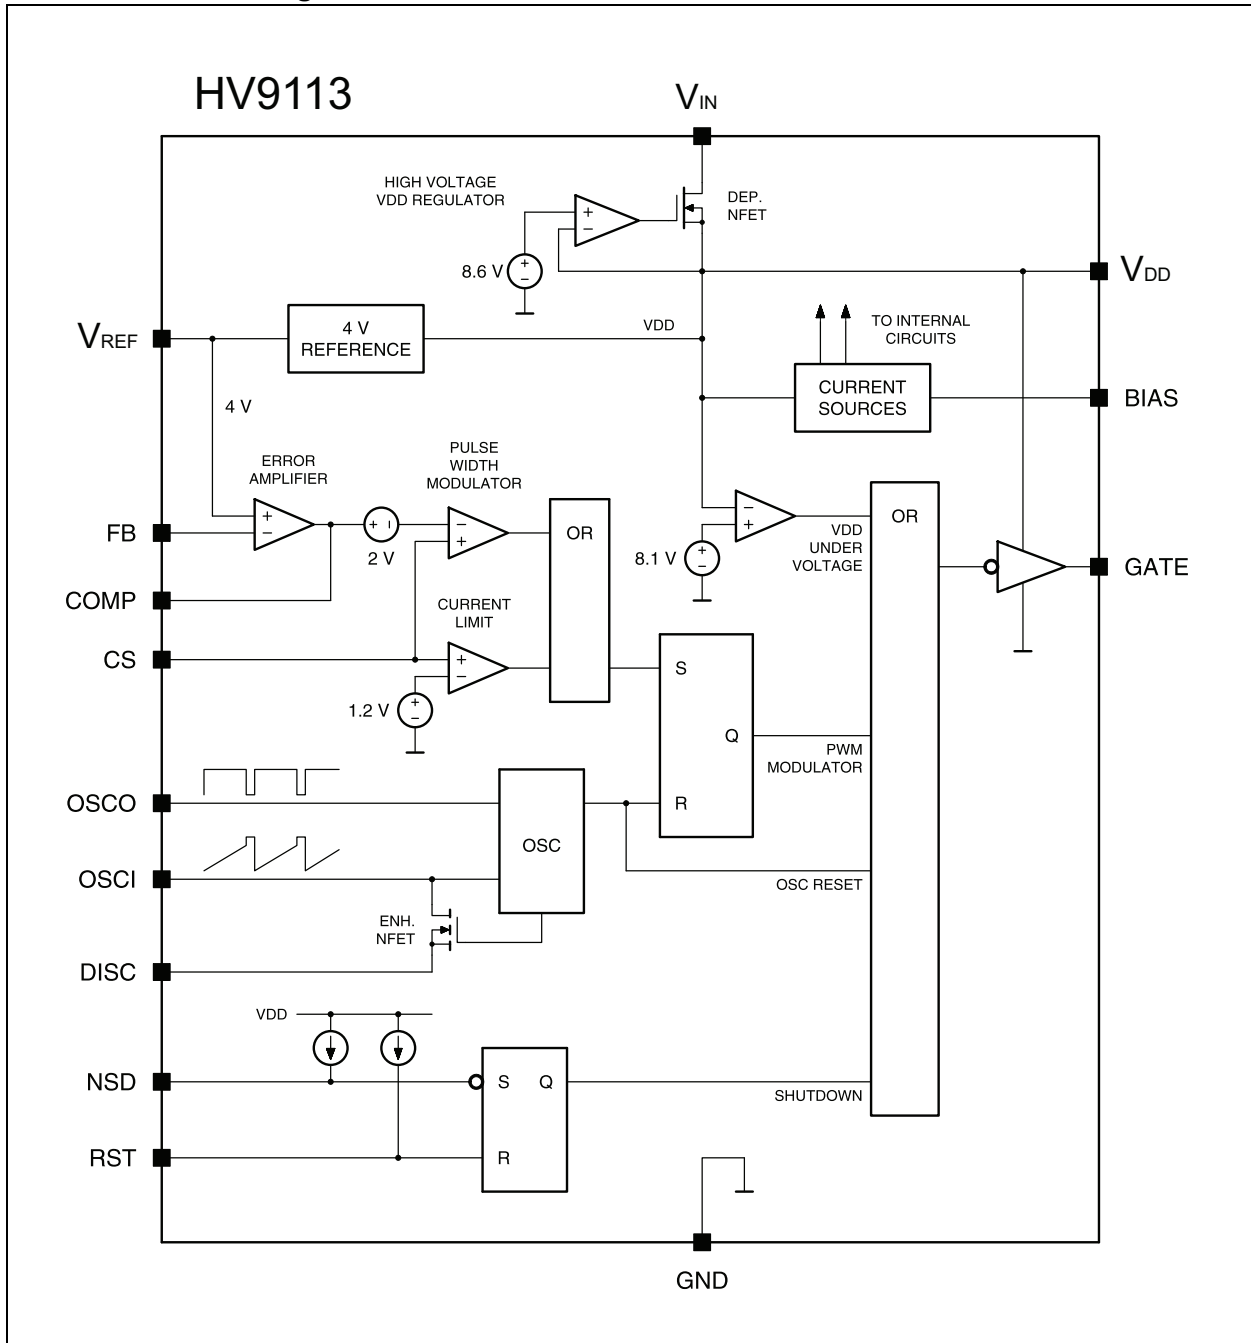 HV9113
VIN
HIGH VOLTAGE
VDD REGULATOR
DEP.
NFET
+
−
8.6 V
+
−
VDD
VREF
4 V
REFERENCE
VDD
TO INTERNAL
CIRCUITS
CURRENT
SOURCES
BIAS
4 V
ERROR
AMPLIFIER
PULSE
WIDTH
MODULATOR
FB
+
−
+ −
2 V
−
+
OR
−
+
8.1 V
+
−
VDD
UNDER
VOLTAGE
OR
GATE
COMP
CURRENT
LIMIT
CS
+
−
1.2 V
+
−
S
Q
R
PWM
MODULATOR
OSCO
OSC
OSCI
OSC RESET
ENH.
NFET
DISC
VDD
NSD
S Q
SHUTDOWN
RST
R
GND